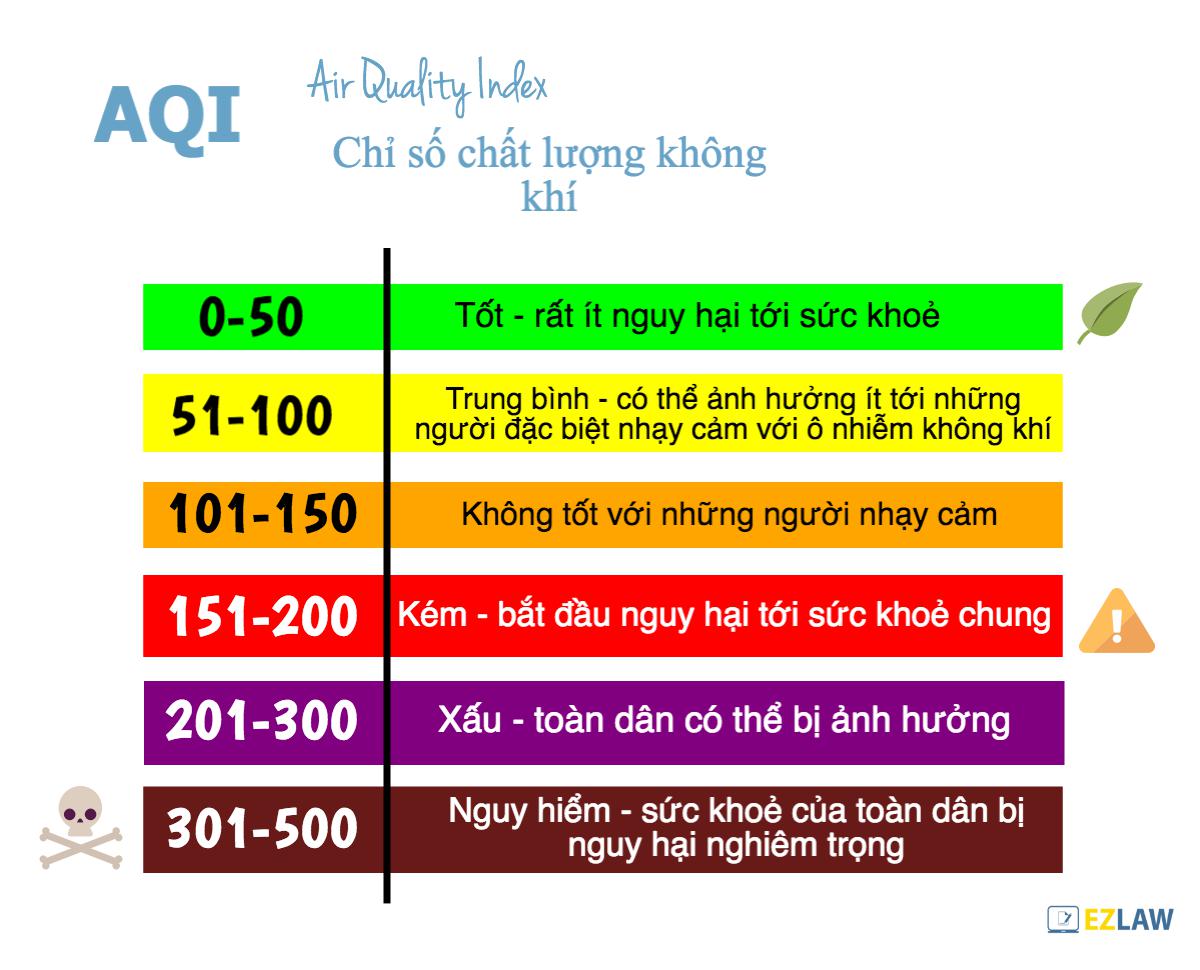 AQI
Air Quality Index
Chỉ số chất lượng không
khí
0-50
Tốt - rất ít nguy hại tới sức khoẻ
51-100
Trung bình - có thể ảnh hưởng ít tới những
người đặc biệt nhạy cảm với ô nhiễm không khí
101-150
Không tốt với những người nhạy cảm
151-200
Kém - bắt đầu nguy hại tới sức khoẻ chung
201-300
Xấu - toàn dân có thể bị ảnh hưởng
301-500
Nguy hiểm - sức khoẻ của toàn dân bị
nguy hại nghiêm trọng
EZLAW